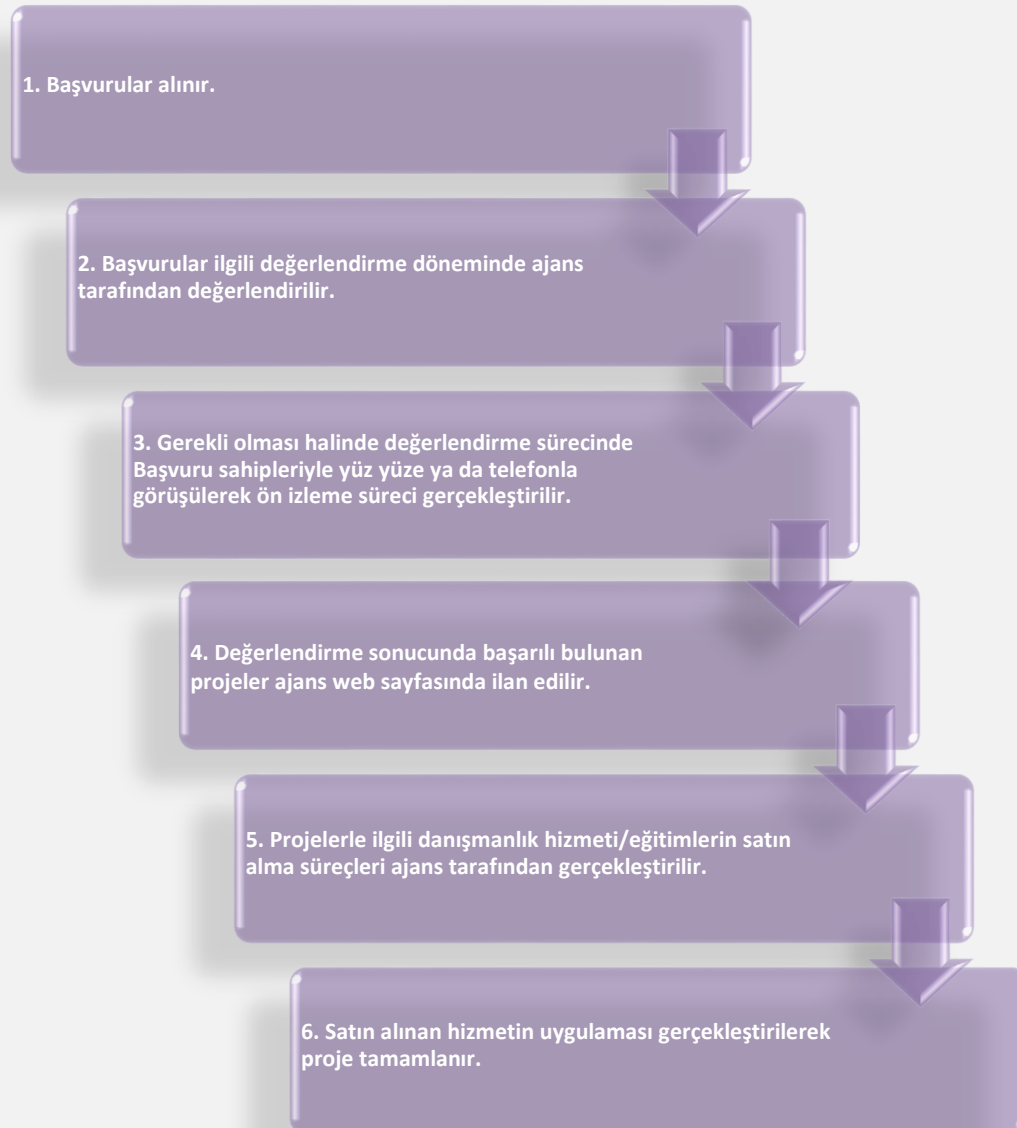 1. Başvurular alınır.
2. Başvurular ilgili değerlendirme döneminde ajans
tarafından değerlendirilir.
3. Gerekli olması halinde değerlendirme sürecinde
Başvuru sahipleriyle yüz yüze ya da telefonla
görüşülerek ön izleme süreci gerçekleştirilir.
4. Değerlendirme sonucunda başarılı bulunan
projeler ajans web sayfasında ilan edilir.
5. Projelerle ilgili danışmanlık hizmeti/eğitimlerin satın
alma süreçleri ajans tarafından gerçekleştirilir.
6. Satın alınan hizmetin uygulaması gerçekleştirilerek
proje tamamlanır.